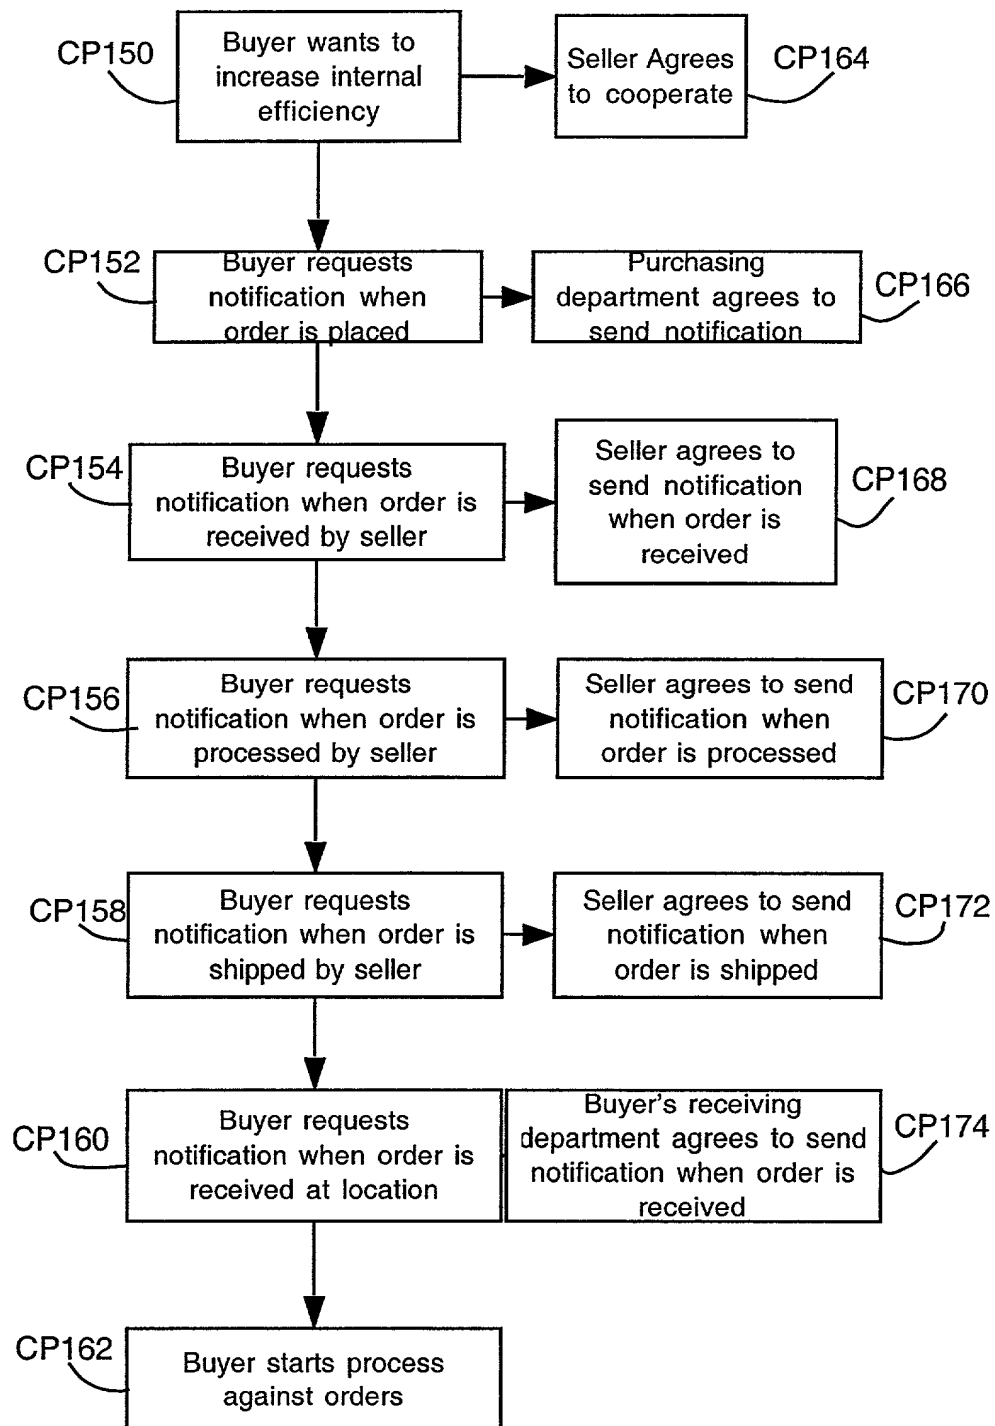 CP150
Buyer wants to
increase internal
efficiency
Seller Agrees
to cooperate
CP164
CP152
Buyer requests
notification when
order is placed
Purchasing
department agrees to
send notification
CP166
CP154
Buyer requests
notification when order is
received by seller
Seller agrees to
send notification
when order is
received
CP168
CP156
Buyer requests
notification when order is
processed by seller
Seller agrees to send
notification when
order is processed
CP170
CP158
Buyer requests
notification when order is
shipped by seller
Seller agrees to send
notification when
order is shipped
CP172
CP160
Buyer requests
notification when order is
received at location
Buyer's receiving
department agrees to send
notification when order is
received
CP174
CP162
Buyer starts process
against orders